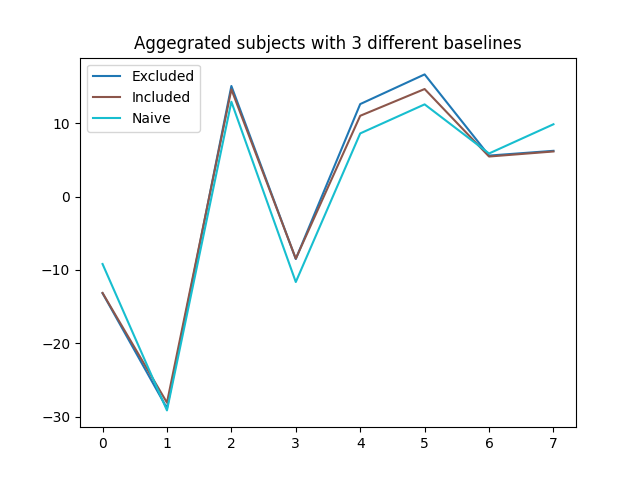 Aggegrated subjects with 3 different baselines
Excluded
Included
Naive
10
0
−10
−20
−30
0 1 2 3 4 5 6 7